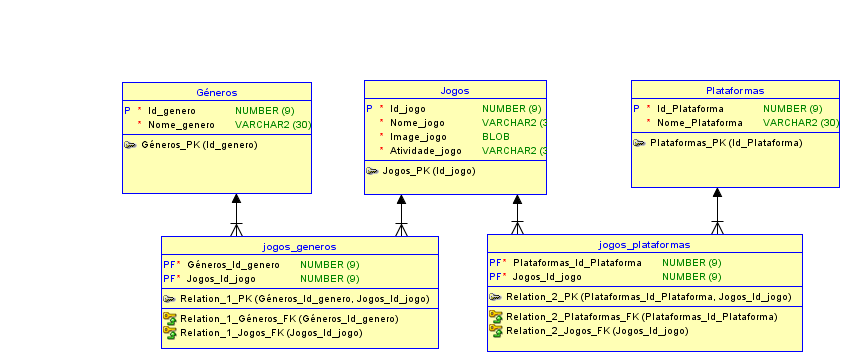 Géneros
P * Id_genero NUMBER (9)
* Nome_genero VARCHAR2 (30)
Géneros_PK (Id_genero)
Jogos
P * Id_jogo NUMBER (9)
* Nome_jogo VARCHAR2 (3
* Image_jogo BLOB
* Atividade_jogo VARCHAR2 (3
Jogos_PK (Id_jogo)
Plataformas
P * Id_Plataforma NUMBER (9)
* Nome_Plataforma VARCHAR2 (30)
Plataformas_PK (Id_Plataforma)
jogos_generos
PF* Géneros_Id_genero NUMBER (9)
PF* Jogos_Id_jogo NUMBER (9)
Relation_1_PK (Géneros_Id_genero, Jogos_Id_jogo)
Relation_1_Géneros_FK (Géneros_Id_genero)
Relation_1_Jogos_FK (Jogos_Id_jogo)
jogos_plataformas
PF* Plataformas_Id_Plataforma NUMBER (9)
PF* Jogos_Id_jogo NUMBER (9)
Relation_2_PK (Plataformas_Id_Plataforma, Jogos_Id_jogo)
Relation_2_Plataformas_FK (Plataformas_Id_Plataforma)
Relation_2_Jogos_FK (Jogos_Id_jogo)